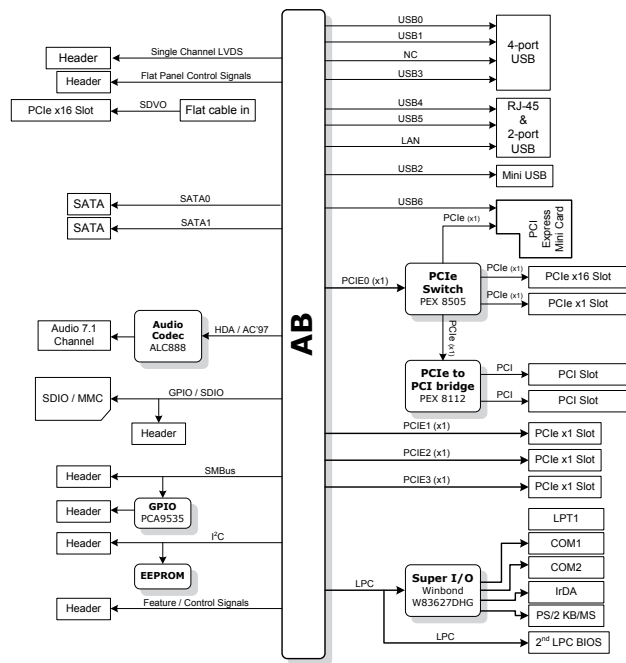 USB0
USB1
NC
USB3
4-port
USB
Single Channel LVDS
Header
Flat Panel Control Signals
Header
SDVO
PCIe x16 Slot
Flat cable in
USB4
USB5
LAN
RJ-45
&
2-port
USB
USB2
Mini USB
SATA0
SATA
SATA1
SATA
USB6
PCIe (x1)
PCI
Express
Mini Card
AB
PCIE0 (x1)
PCIe
Switch
PEX 8505
PCIe (x1)
PCIe x16 Slot
PCIe (x1)
PCIe x1 Slot
PCIe (x1)
Audio 7.1
Channel
Audio
Codec
ALC888
HDA / AC'97
PCIe to
PCI bridge
PEX 8112
PCI
PCI Slot
PCI
PCI Slot
SDIO / MMC
GPIO / SDIO
Header
PCIE1 (x1)
PCIe x1 Slot
PCIE2 (x1)
PCIe x1 Slot
PCIE3 (x1)
PCIe x1 Slot
SMBus
Header
Header
GPIO
PCA9535
I²C
Header
EEPROM
Feature / Control Signals
Header
LPC
Super I/O
Winbond
W83627DHG
LPT1
COM1
COM2
IrDA
PS/2 KB/MS
LPC
2nd LPC BIOS